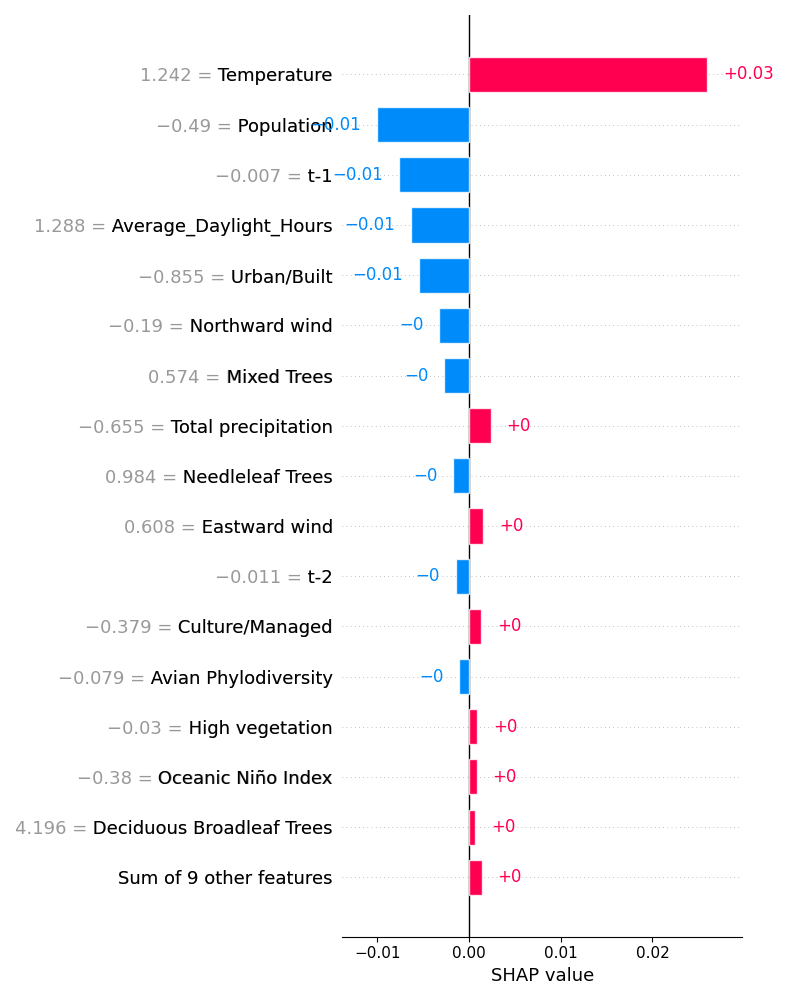 1.242 = Temperature +0.03
−0.49 = Population −0.01
−0.007 = t-1 −0.01
1.288 = Average_Daylight_Hours −0.01
−0.855 = Urban/Built −0.01
−0.19 = Northward wind −0
0.574 = Mixed Trees −0
−0.655 = Total precipitation +0
0.984 = Needleleaf Trees −0
0.608 = Eastward wind +0
−0.011 = t-2 −0
−0.379 = Culture/Managed +0
−0.079 = Avian Phylodiversity −0
−0.03 = High vegetation +0
−0.38 = Oceanic Niño Index +0
4.196 = Deciduous Broadleaf Trees +0
Sum of 9 other features +0
−0.01 0.00 0.01 0.02
SHAP value